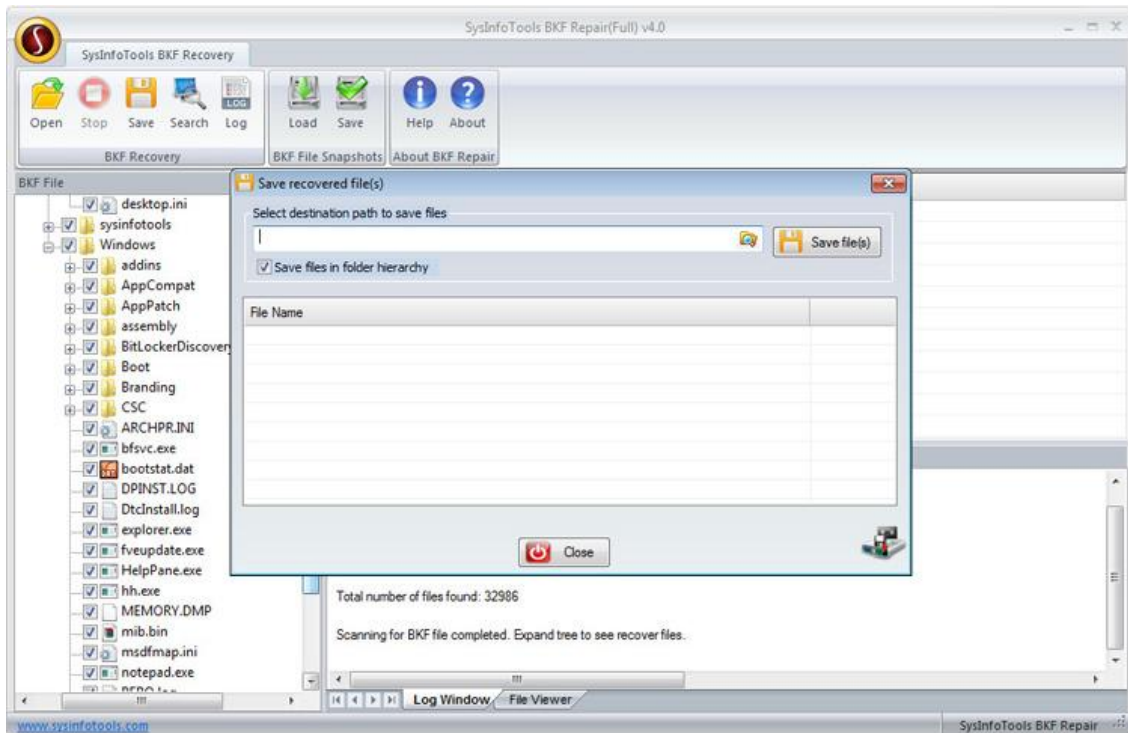 SysInfoTools BKF Repair(Full) v4.0
SysInfoTools BKF Recovery
Open Stop Save Search Log
LOG
Load Save
Help About
BKF Recovery
BKF File Snapshots
About BKF Repair
BKF File
Save recovered file(s)
Select destination path to save files
Save file(s)
Save files in folder hierarchy
File Name
Close
desktop.ini
sysinfotools
Windows
addins
AppCompat
AppPatch
assembly
BitLockerDiscovery
Boot
Branding
CSC
ARCHPR.INI
bfsvc.exe
bootstat.dat
DPINST.LOG
DtcInstall.log
explorer.exe
fveupdate.exe
HelpPane.exe
hh.exe
MEMORY.DMP
mib.bin
msdfmap.ini
notepad.exe
Total number of files found: 32986
Scanning for BKF file completed. Expand tree to see recover files.
Log Window File Viewer
www.sysinfotools.com
SysInfoTools BKF Repair